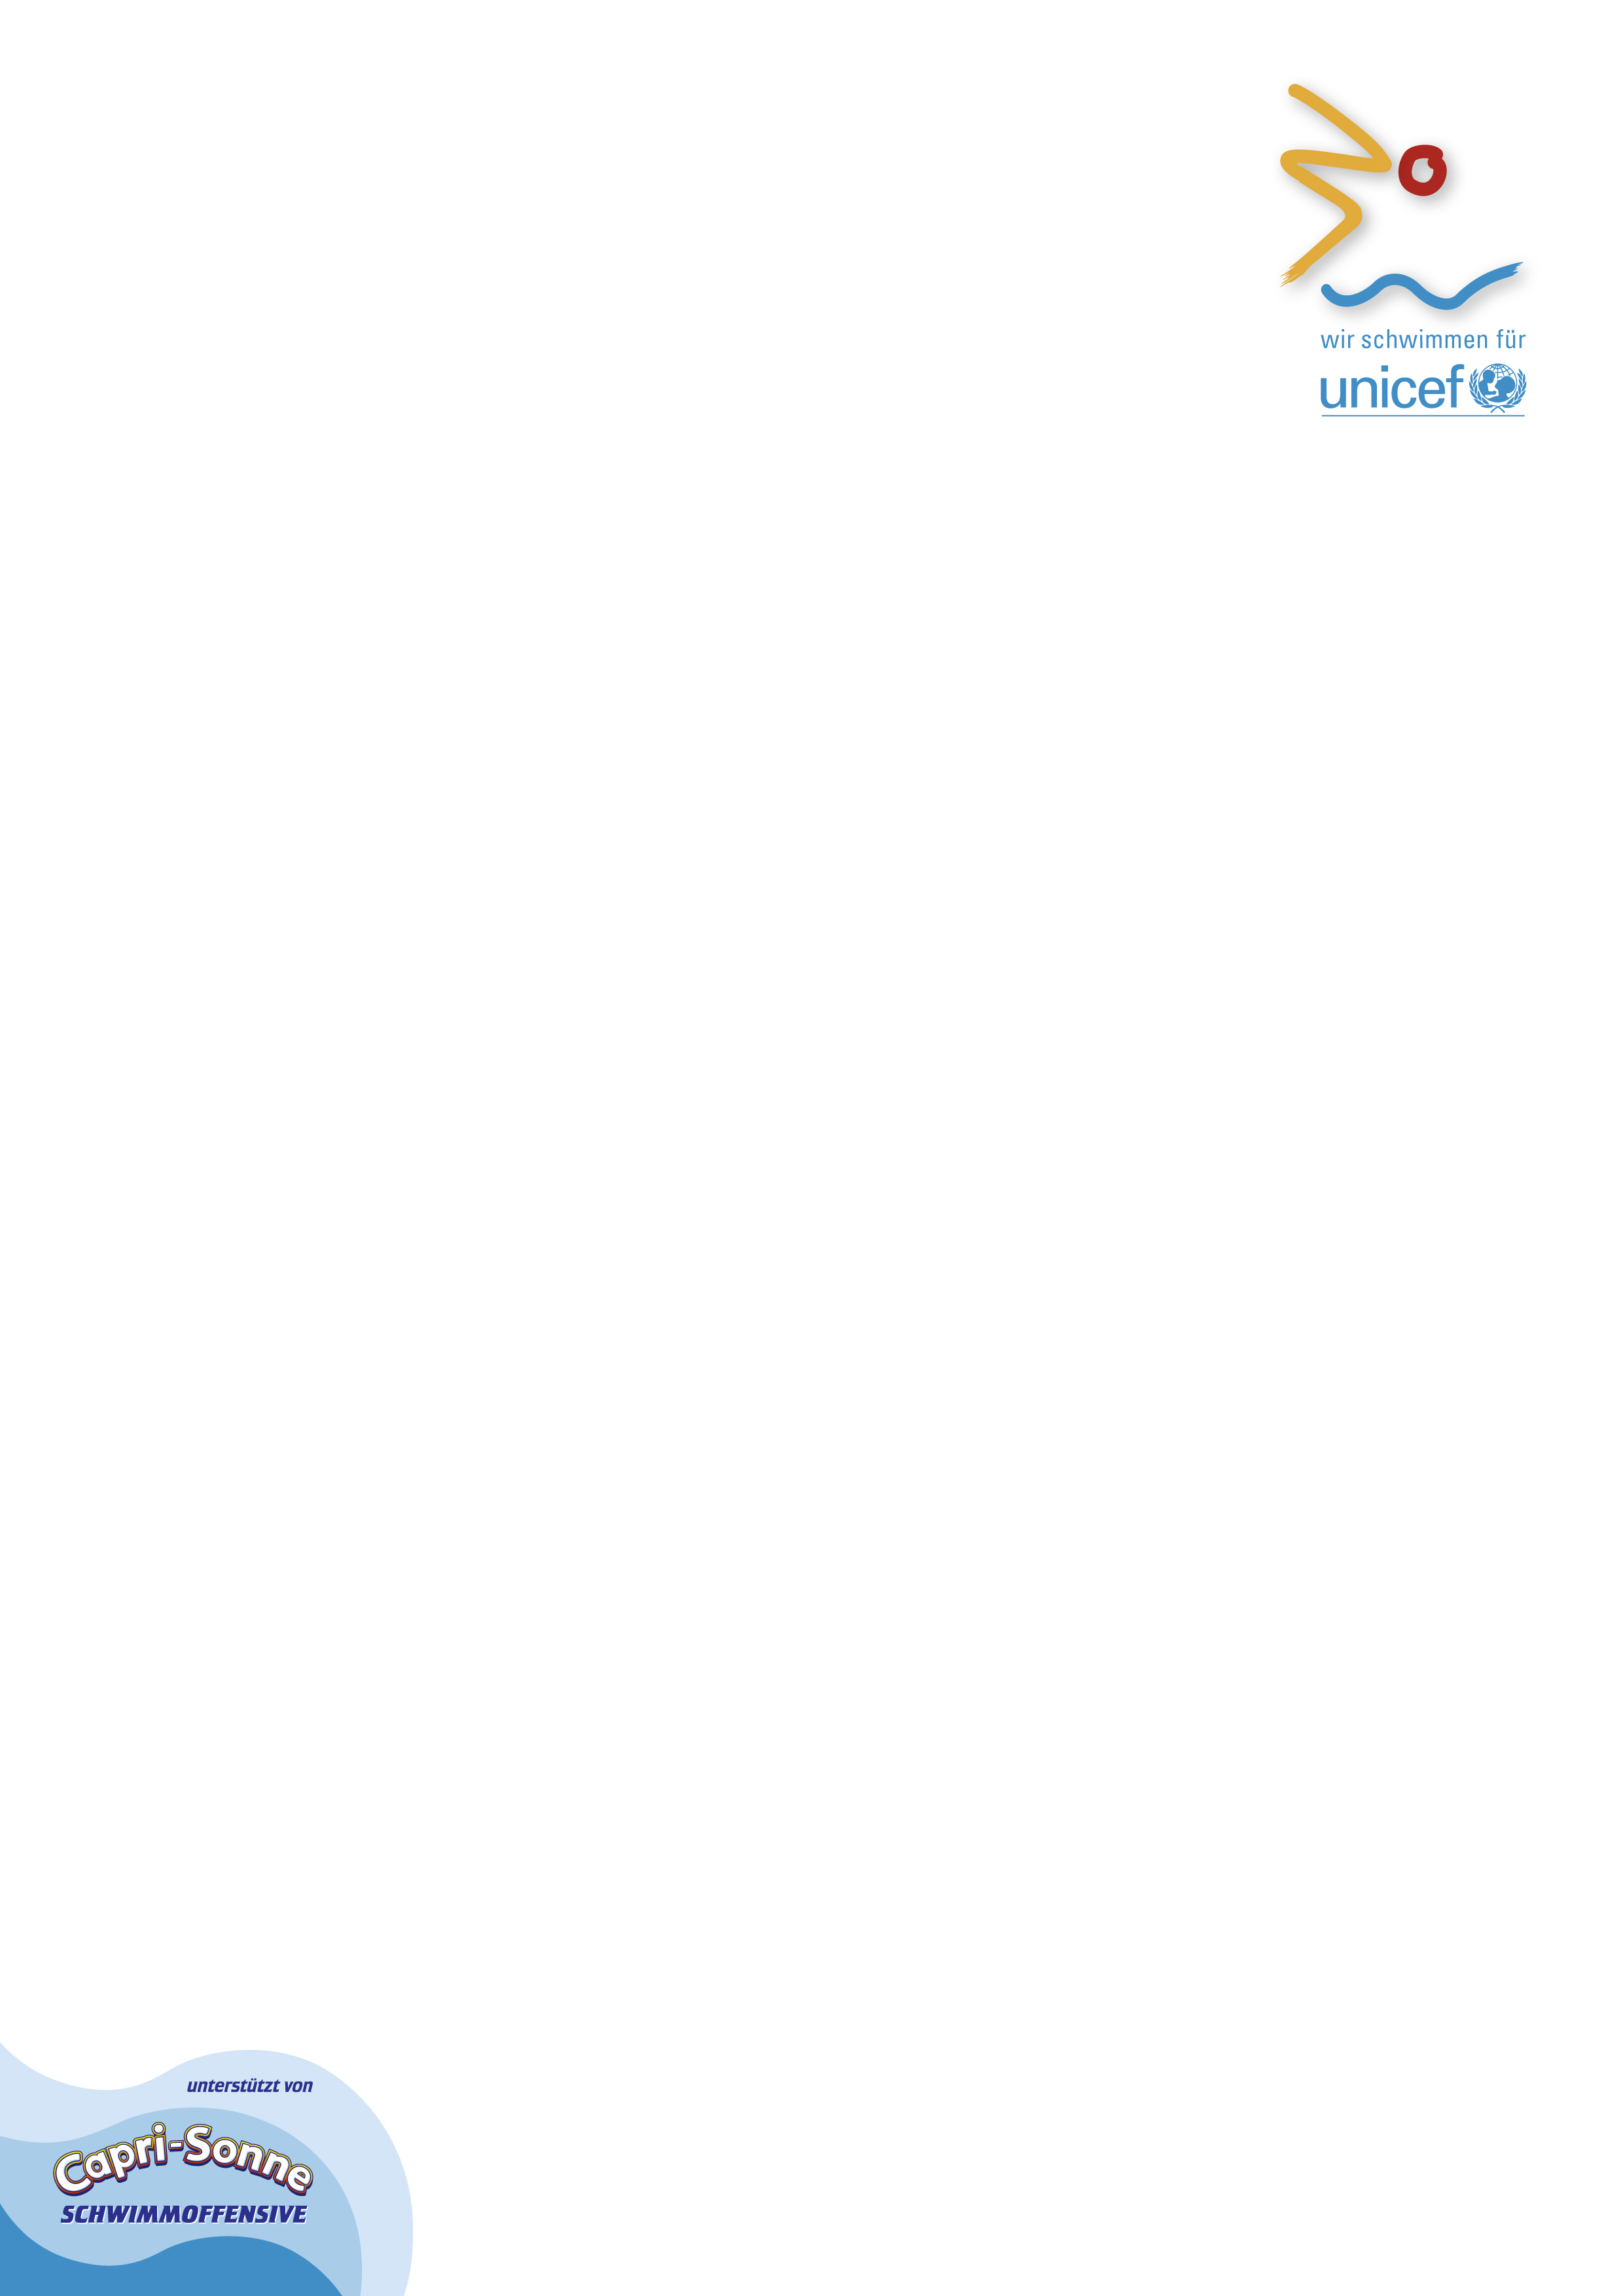 wir schwimmen für
unicef
unterstützt von
Capri-Sonne
SCHWIMMOFFENSIVE